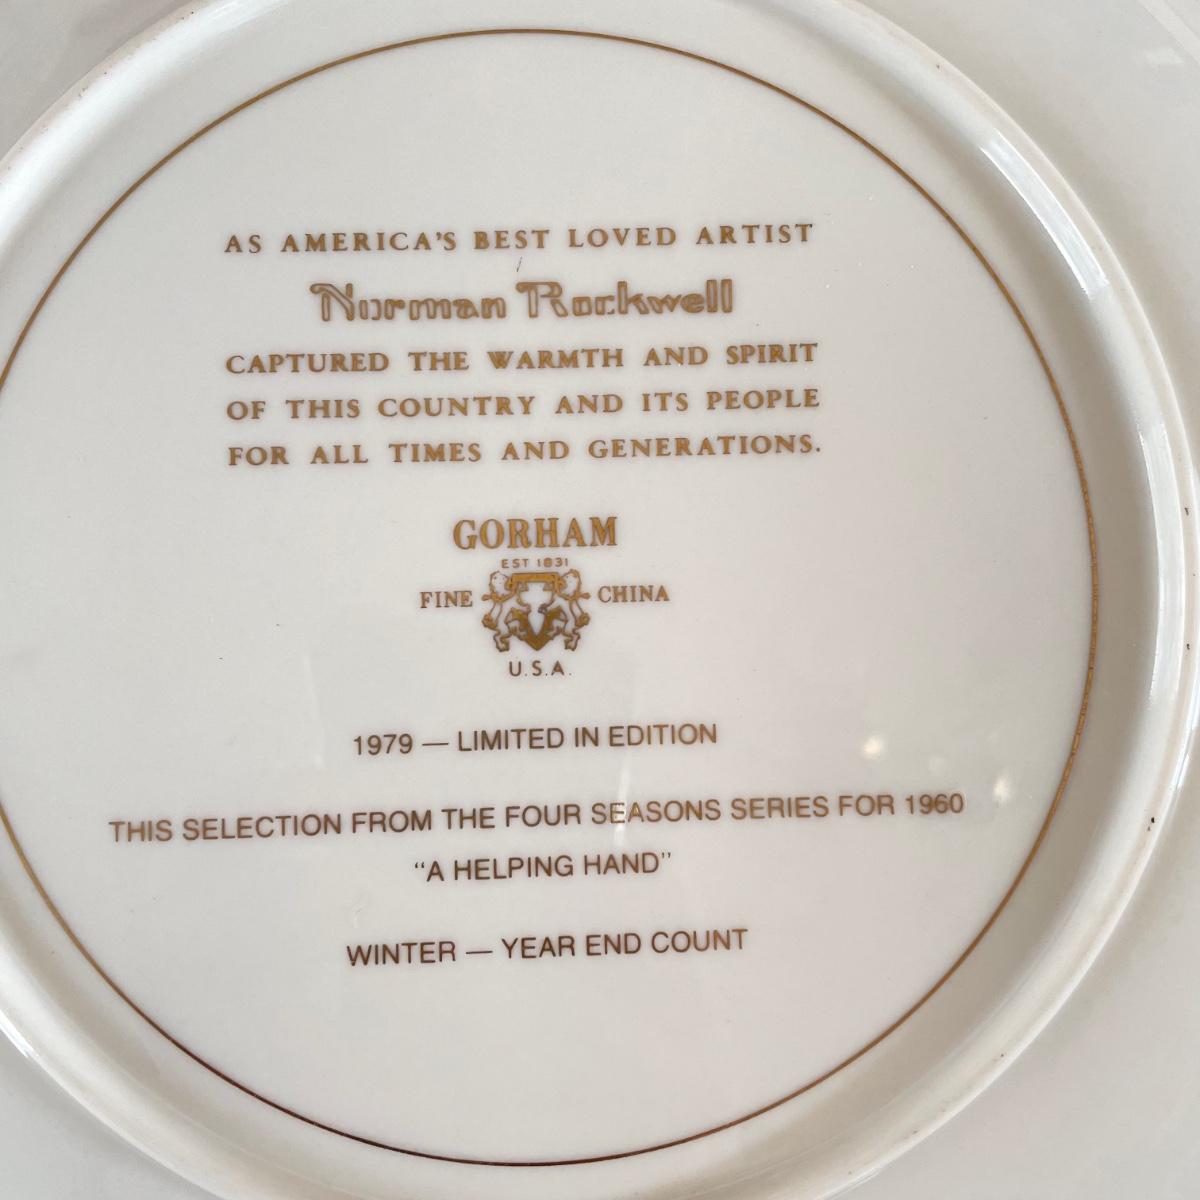 AS AMERICA'S BEST LOVED ARTIST
Norman Rockwell
CAPTURED THE WARMTH AND SPIRIT
OF THIS COUNTRY AND ITS PEOPLE
FOR ALL TIMES AND GENERATIONS.
GORHAM
EST 1831
FINE CHINA
U.S.A.
1979 — LIMITED IN EDITION
THIS SELECTION FROM THE FOUR SEASONS SERIES FOR 1960
“A HELPING HAND”
WINTER — YEAR END COUNT